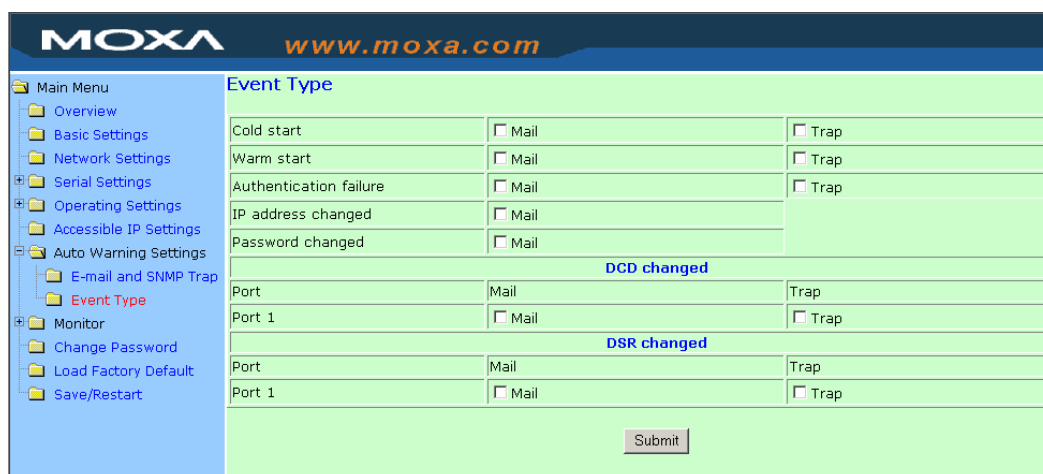 MOXA www.moxa.com
Main Menu
Overview
Basic Settings
Network Settings
Serial Settings
Operating Settings
Accessible IP Settings
Auto Warning Settings
E-mail and SNMP Trap
Event Type
Monitor
Change Password
Load Factory Default
Save/Restart
Event Type
Cold start Mail Trap
Warm start Mail Trap
Authentication failure Mail Trap
IP address changed Mail
Password changed Mail
DCD changed
Port Mail Trap
Port 1 Mail Trap
DSR changed
Port Mail Trap
Port 1 Mail Trap
Submit